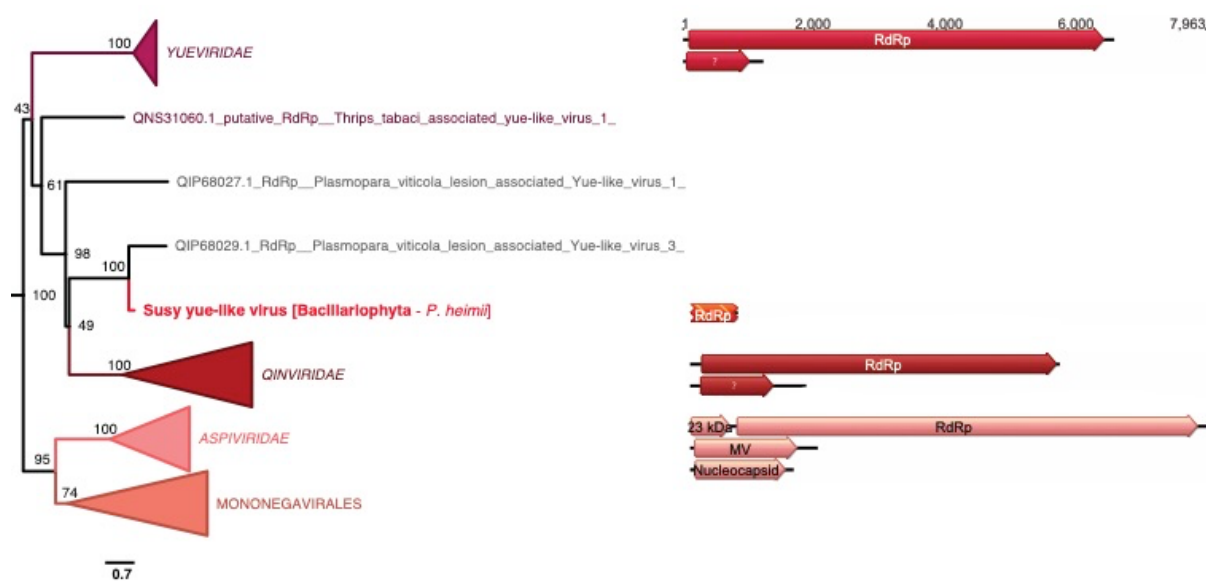 1 2,000 4,000 6,000 7,963
100 YUEVIRIDAE
RdRp
?
43
QNS31060.1_putative_RdRp__Thrips_tabaci_associated_yue-like_virus_1_
61
QIP68027.1_RdRp__Plasmopara_viticola_lesion_associated_Yue-like_virus_1_
98
QIP68029.1_RdRp__Plasmopara_viticola_lesion_associated_Yue-like_virus_3_
100
100
Susy yue-like virus [Bacillariophyta - P. heimii]
RdRp
49
100 QINVIRIDAE
RdRp
?
100 ASPIVIRIDAE
23 kDa RdRp
MV
Nucleocapsid
95
74 MONONEGAVIRALES
0.7